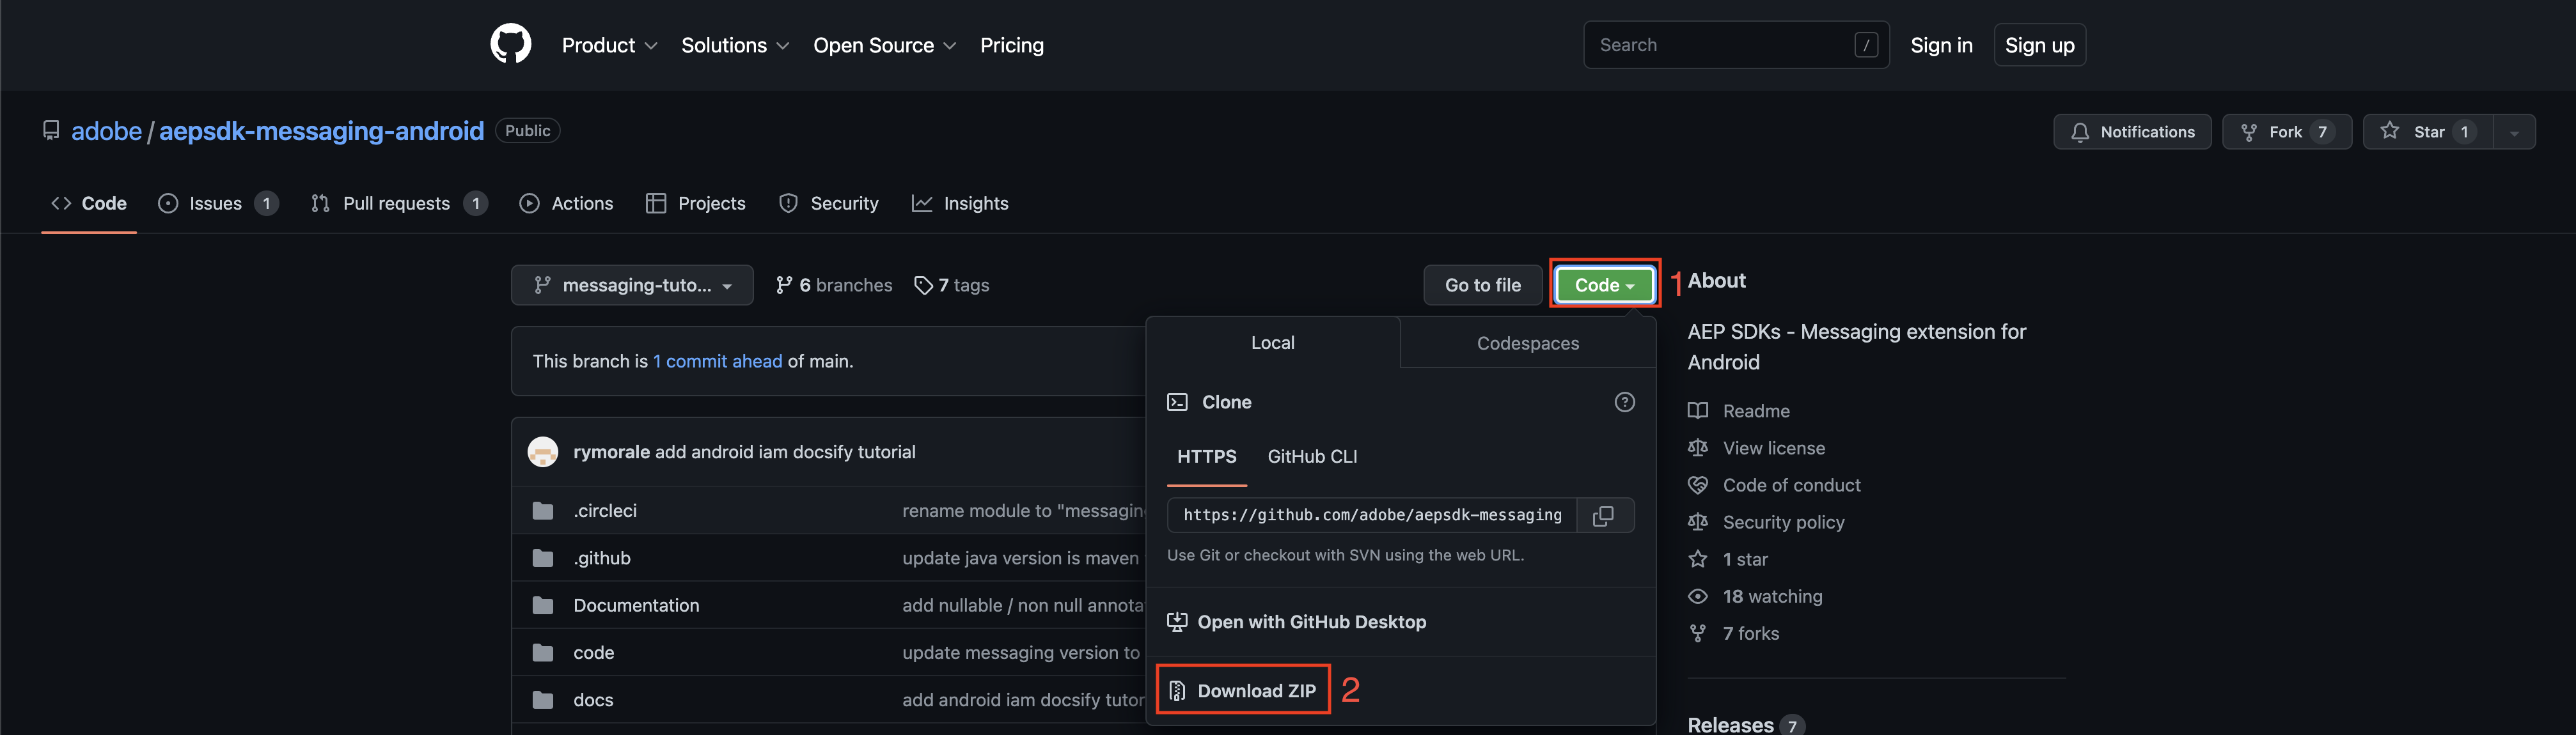 Product Solutions Open Source Pricing Search / Sign in Sign up
adobe / aepsdk-messaging-android Public Notifications Fork 7 Star 1
Code Issues 1 Pull requests 1 Actions Projects Security Insights
messaging-tuto... 6 branches 7 tags Go to file Code 1
This branch is 1 commit ahead of main.
rymorale add android iam docsify tutorial
.circleci rename module to "messaging
.github update java version is maven
Documentation add nullable / non null annota
code update messaging version to
docs add android iam docsify tutor
Local Codespaces
Clone
HTTPS GitHub CLI
https://github.com/adobe/aepsdk-messaging
Use Git or checkout with SVN using the web URL.
Open with GitHub Desktop
Download ZIP 2
About
AEP SDKs - Messaging extension for
Android
Readme
View license
Code of conduct
Security policy
1 star
18 watching
7 forks
Releases 7